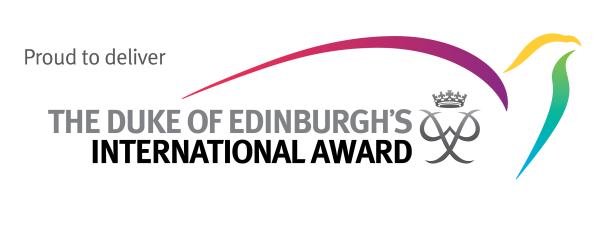 Proud to deliver
THE DUKE OF EDINBURGH'S
INTERNATIONAL AWARD